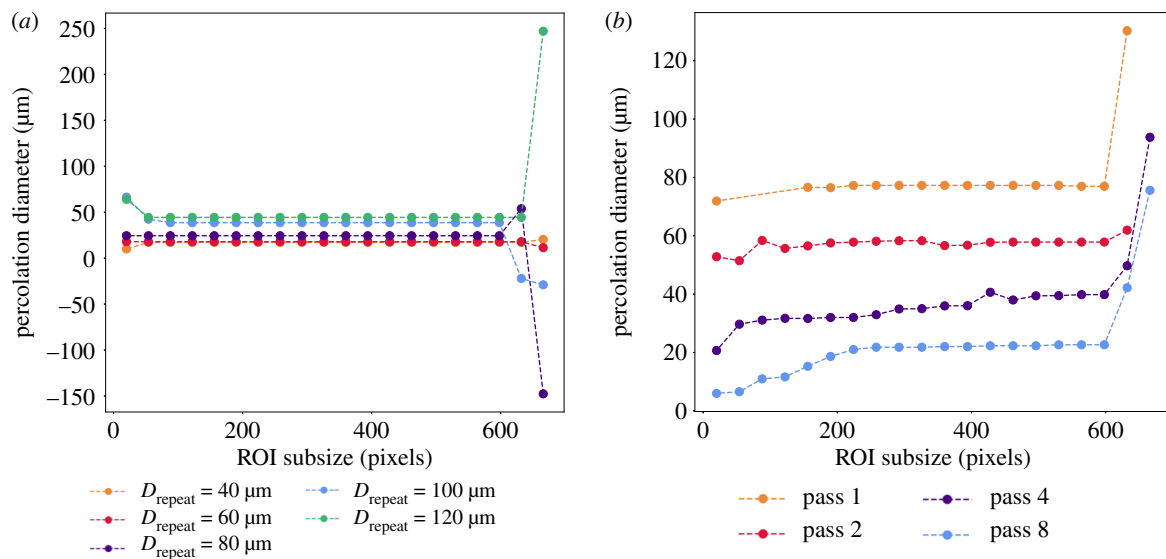 (a)
250
200
150
100
50
0
−50
−100
−150
percolation diameter (µm)
0 200 400 600
ROI subsize (pixels)
D_repeat = 40 µm
D_repeat = 60 µm
D_repeat = 80 µm
D_repeat = 100 µm
D_repeat = 120 µm
(b)
120
100
80
60
40
20
0
percolation diameter (µm)
0 200 400 600
ROI subsize (pixels)
pass 1
pass 2
pass 4
pass 8